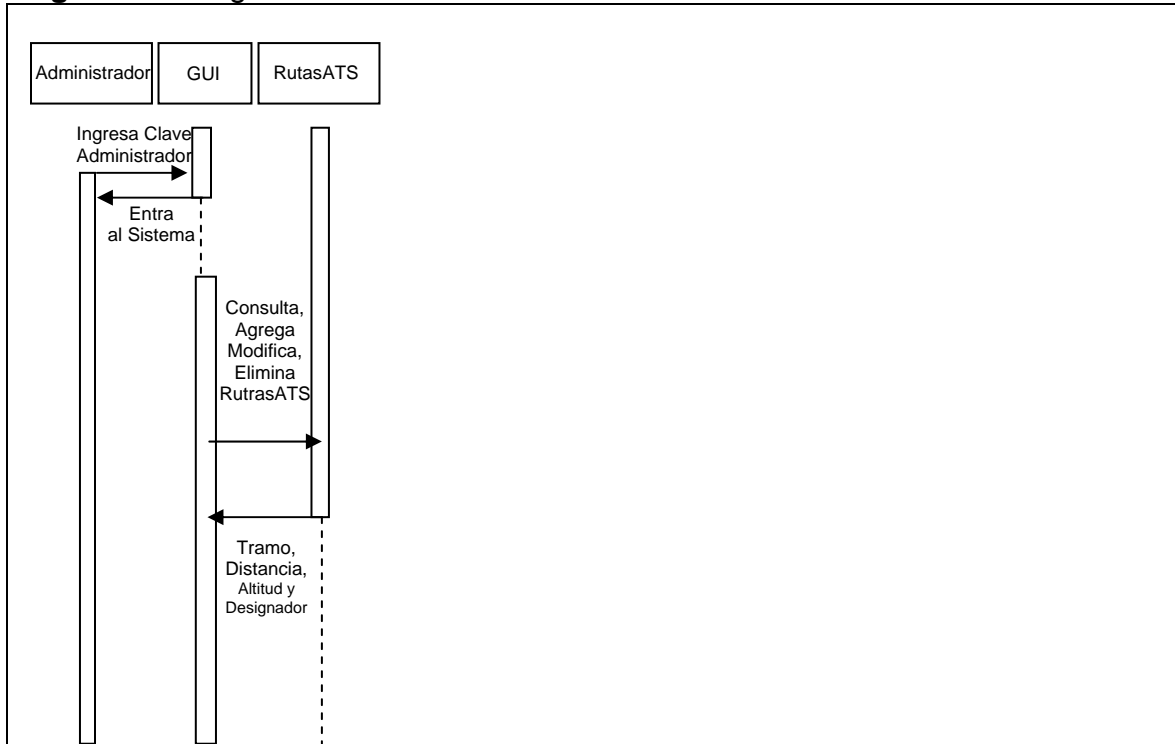 Administrador
GUI
RutasATS
Ingresa Clave
Administrador
Entra
al Sistema
Consulta,
Agrega
Modifica,
Elimina
RutrasATS
Tramo,
Distancia,
Altitud y
Designador